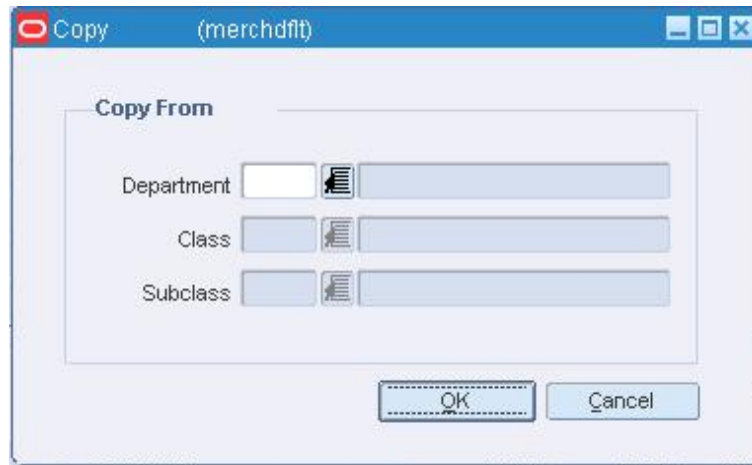 Copy (merchdflt)
Copy From
Department
Class
Subclass
OK Cancel